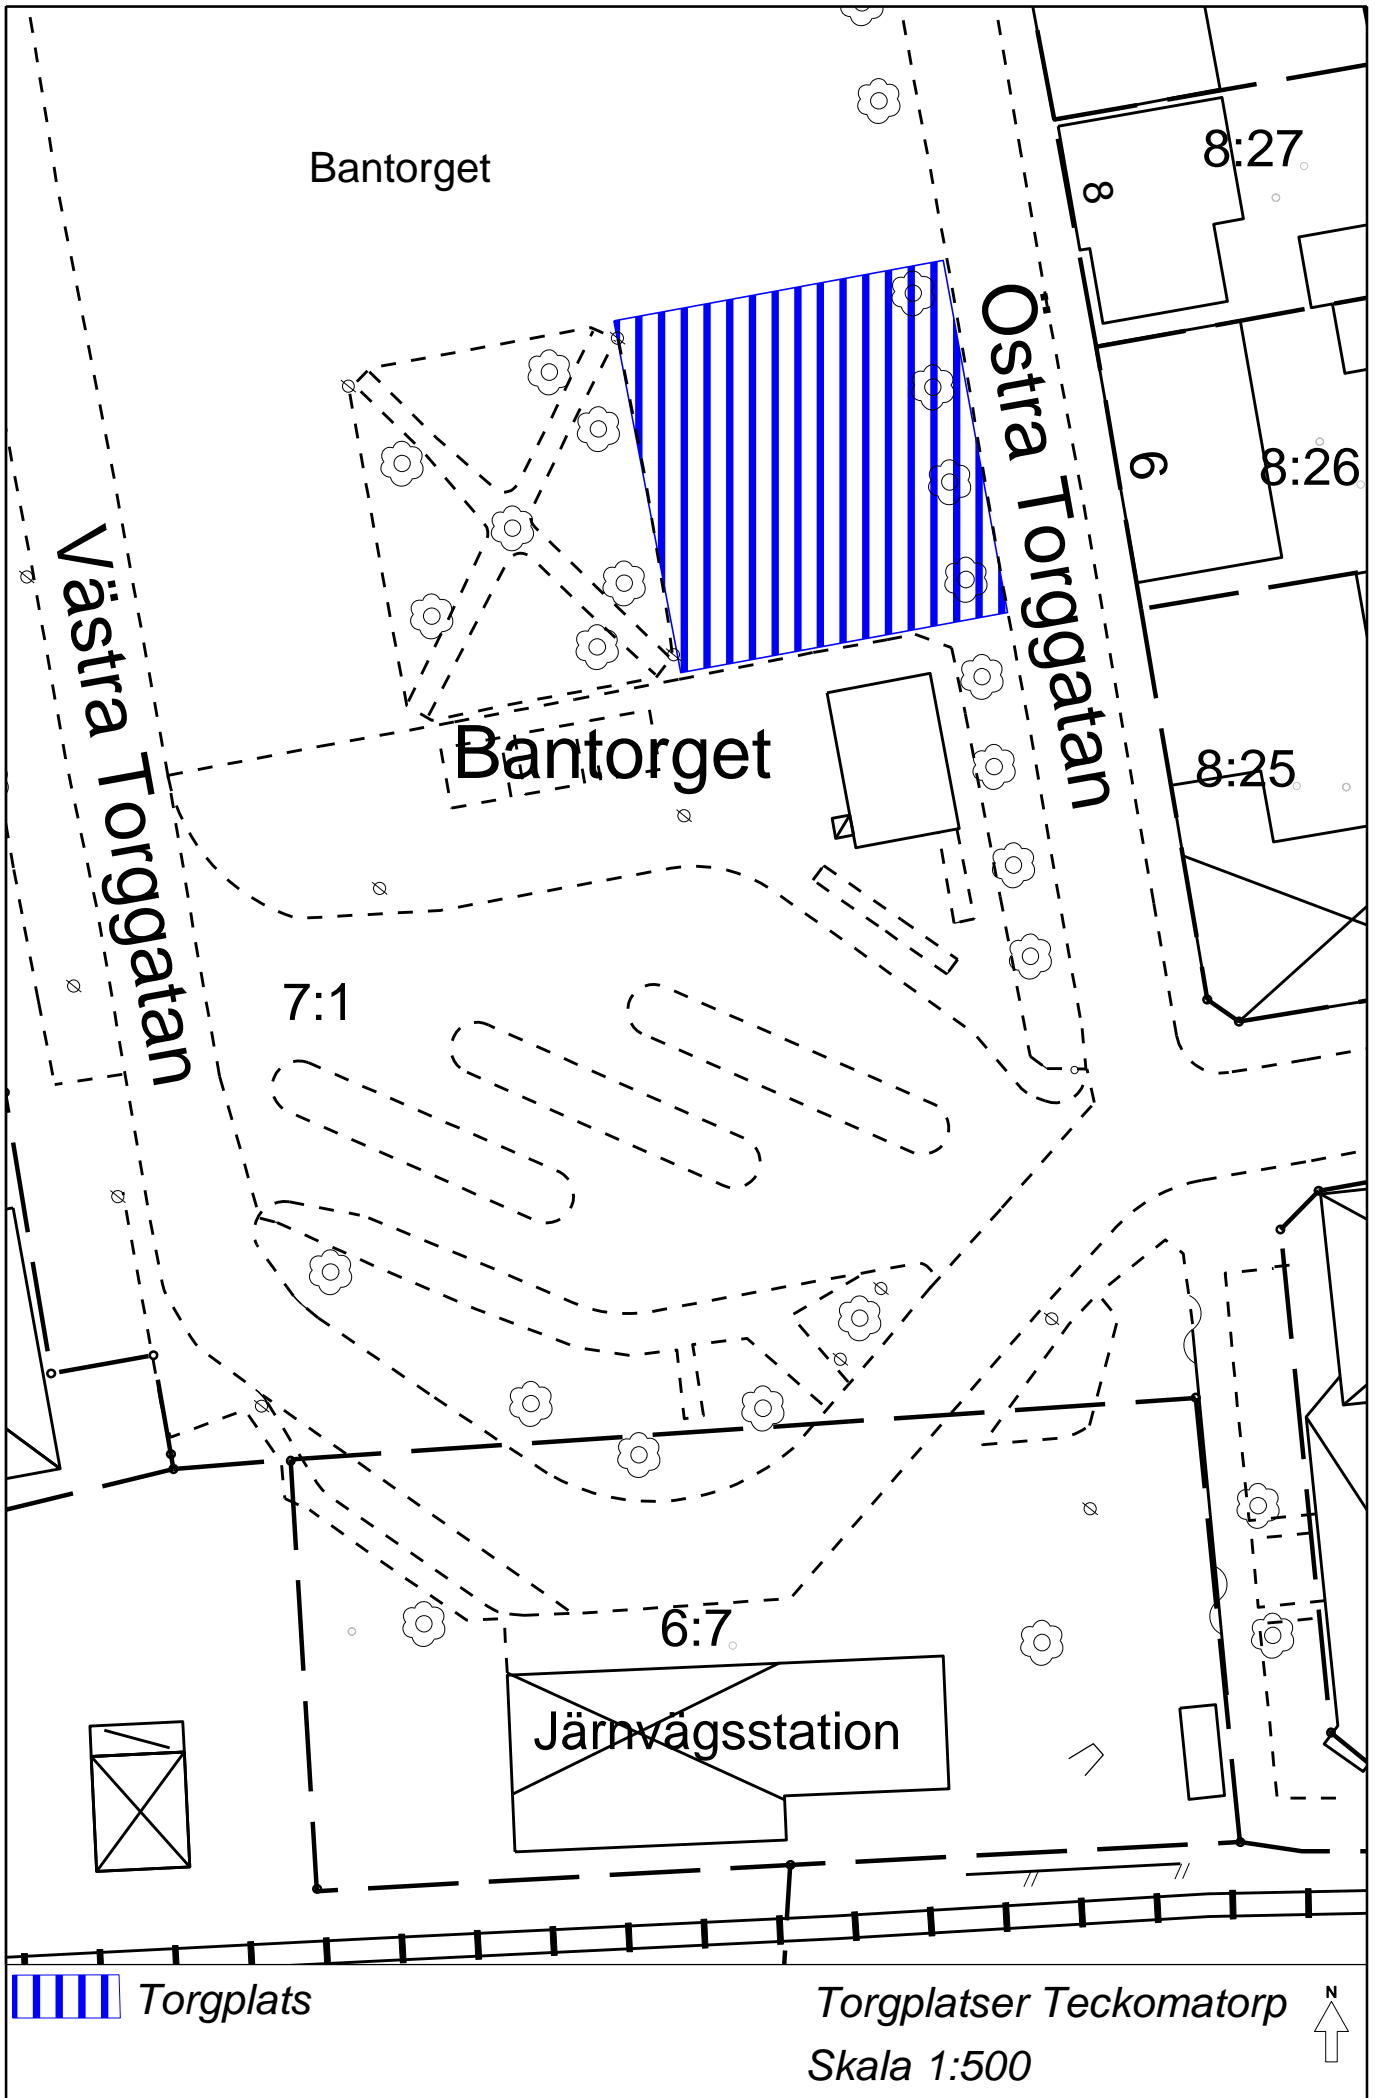 Bantorget
8:27
8
Östra Torggatan
6
8:26
Västra Torggatan
Bantorget
8:25
7:1
6:7
Järnvägsstation
Torgplats
Torgplatser Teckomatorp
N
Skala 1:500